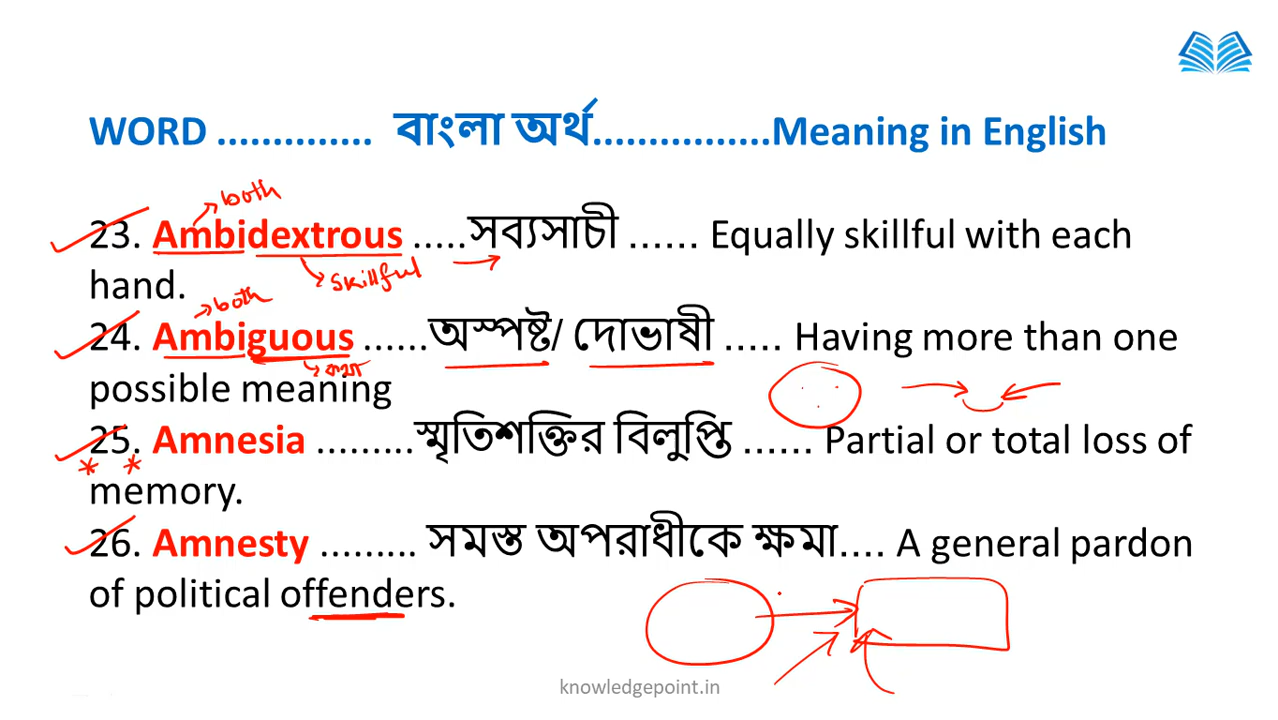 WORD .............. বাংলা অর্থ................Meaning in English
both
23. Ambidextrous .....সব্যসাচী ...... Equally skillful with each
skillful
hand.
both
24. Ambiguous ......অস্পষ্ট/ দোভাষী ..... Having more than one
কথা
possible meaning
25. Amnesia .........স্মৃতিশক্তির বিলুপ্তি ...... Partial or total loss of
memory.
26. Amnesty ......... সমস্ত অপরাধীকে ক্ষমা.... A general pardon
of political offenders.
knowledgepoint.in